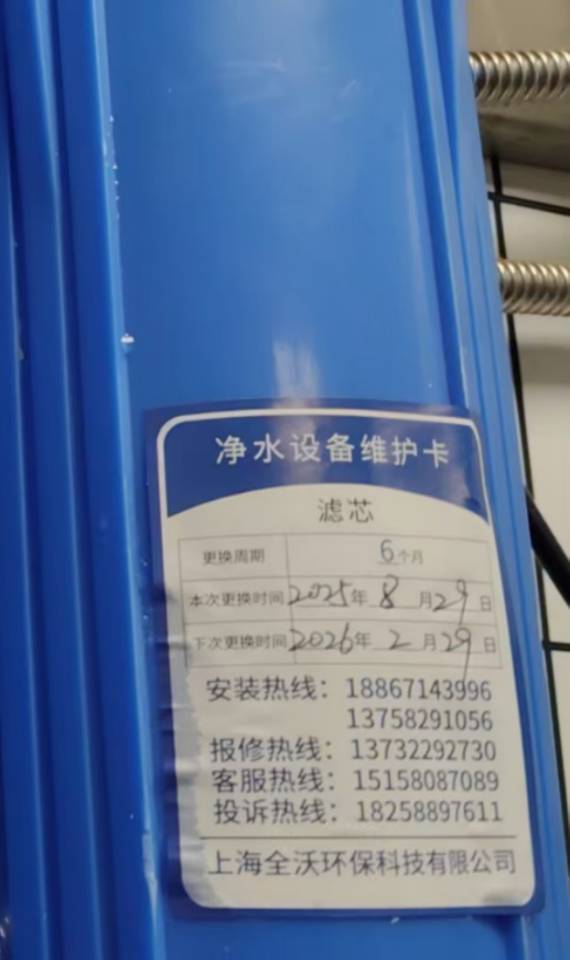 净水设备维护卡
滤芯
更换周期 6个月
本次更换时间 2025年 8 月 29 日
下次更换时间 2026年 2 月 29 日
安装热线：18867143996
13758291056
报修热线：13732292730
客服热线：15158087089
投诉热线：18258897611
上海全沃环保科技有限公司